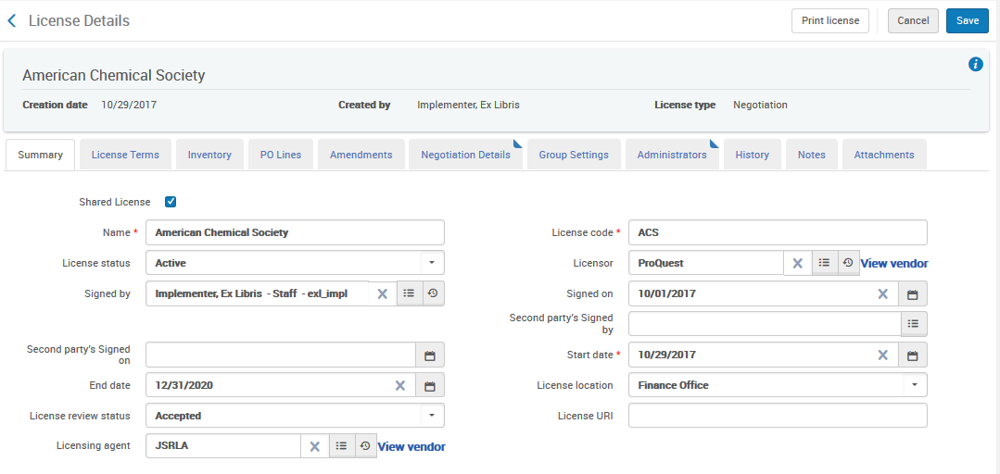 License Details Print license Cancel Save
American Chemical Society
Creation date 10/29/2017 Created by Implementer, Ex Libris License type Negotiation
Summary License Terms Inventory PO Lines Amendments Negotiation Details Group Settings Administrators History Notes Attachments
Shared License
Name * American Chemical Society License code * ACS
License status Active Licensor ProQuest View vendor
Signed by Implementer, Ex Libris - Staff - exl_impl Signed on 10/01/2017
Second party's Signed
by
Second party's Signed
on
Start date * 10/29/2017
End date 12/31/2020 License location Finance Office
License review status Accepted License URI
Licensing agent JSRLA View vendor